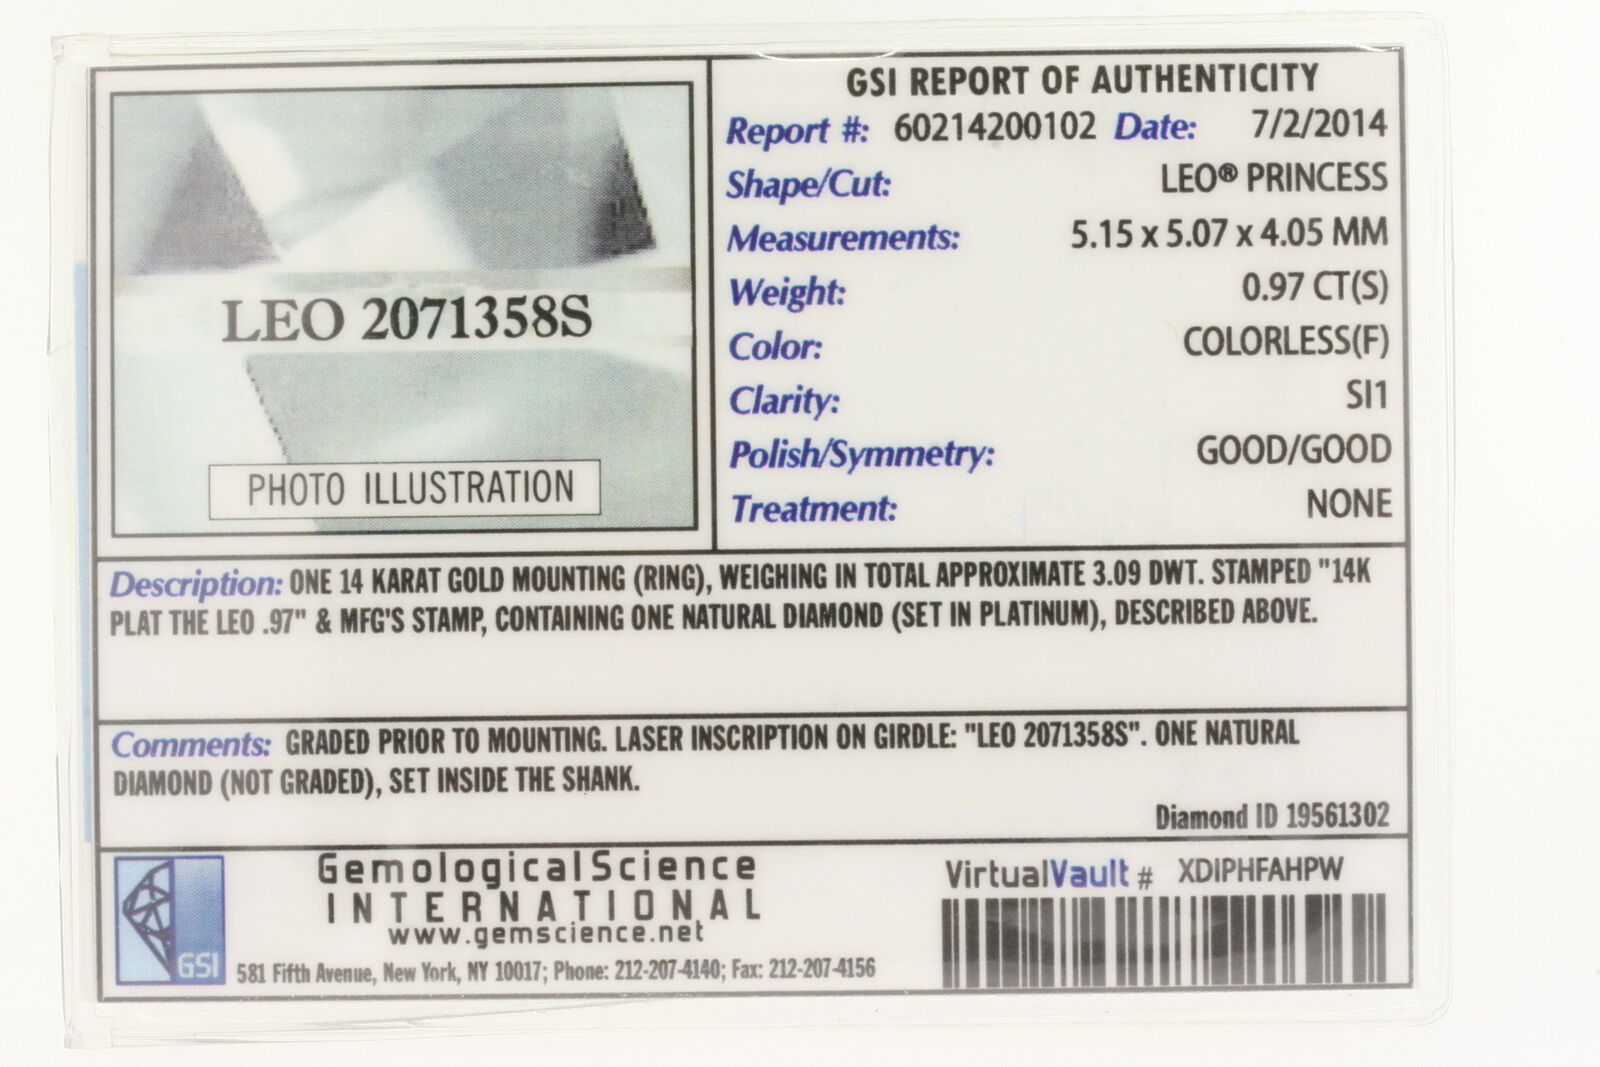 LEO 2071358S
PHOTO ILLUSTRATION
GSI REPORT OF AUTHENTICITY
Report #: 60214200102 Date: 7/2/2014
Shape/Cut: LEO® PRINCESS
Measurements: 5.15 x 5.07 x 4.05 MM
Weight: 0.97 CT(S)
Color: COLORLESS(F)
Clarity: SI1
Polish/Symmetry: GOOD/GOOD
Treatment: NONE
Description: ONE 14 KARAT GOLD MOUNTING (RING), WEIGHING IN TOTAL APPROXIMATE 3.09 DWT. STAMPED "14K
PLAT THE LEO .97" & MFG'S STAMP, CONTAINING ONE NATURAL DIAMOND (SET IN PLATINUM), DESCRIBED ABOVE.
Comments: GRADED PRIOR TO MOUNTING. LASER INSCRIPTION ON GIRDLE: "LEO 2071358S". ONE NATURAL
DIAMOND (NOT GRADED), SET INSIDE THE SHANK.
Diamond ID 19561302
GSI
GemologicalScience
INTERNATIONAL
www.gemscience.net
581 Fifth Avenue, New York, NY 10017; Phone: 212-207-4140; Fax: 212-207-4156
VirtualVault # XDIPHFAHPW